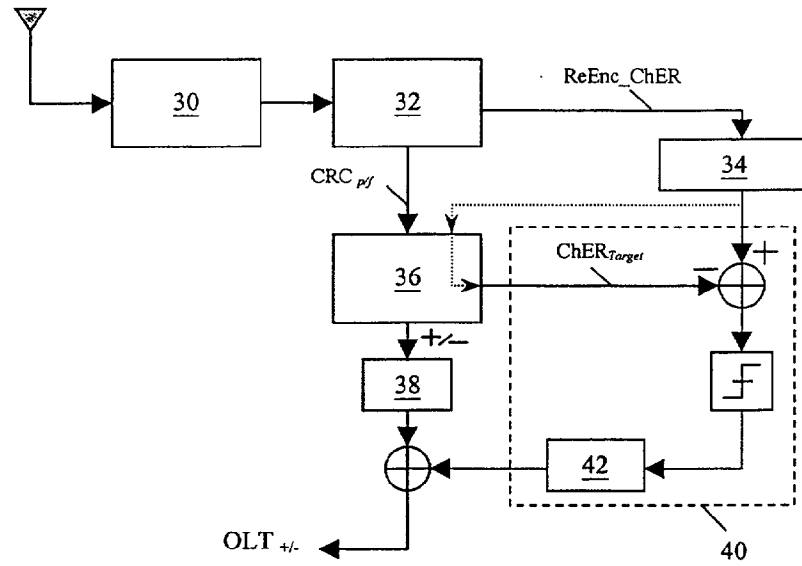 ReEnc_ChER
30
32
34
CRC p/f
ChER Target
+
−
36
+/−
38
42
OLT +/-
40